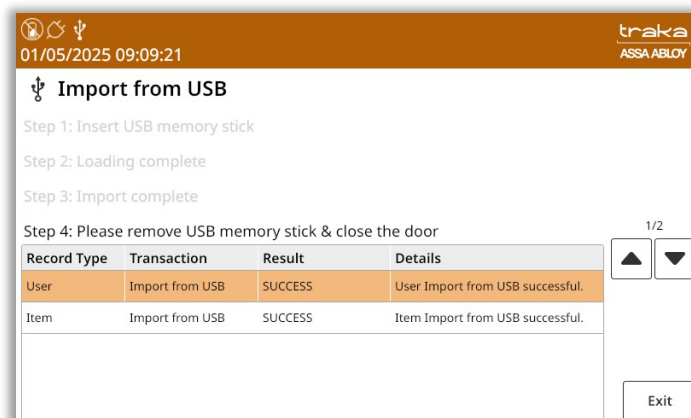 01/05/2025 09:09:21
traka
ASSA ABLOY
Import from USB
Step 1: Insert USB memory stick
Step 2: Loading complete
Step 3: Import complete
Step 4: Please remove USB memory stick & close the door
1/2
Record Type Transaction Result Details
User Import from USB SUCCESS User Import from USB successful.
Item Import from USB SUCCESS Item Import from USB successful.
Exit